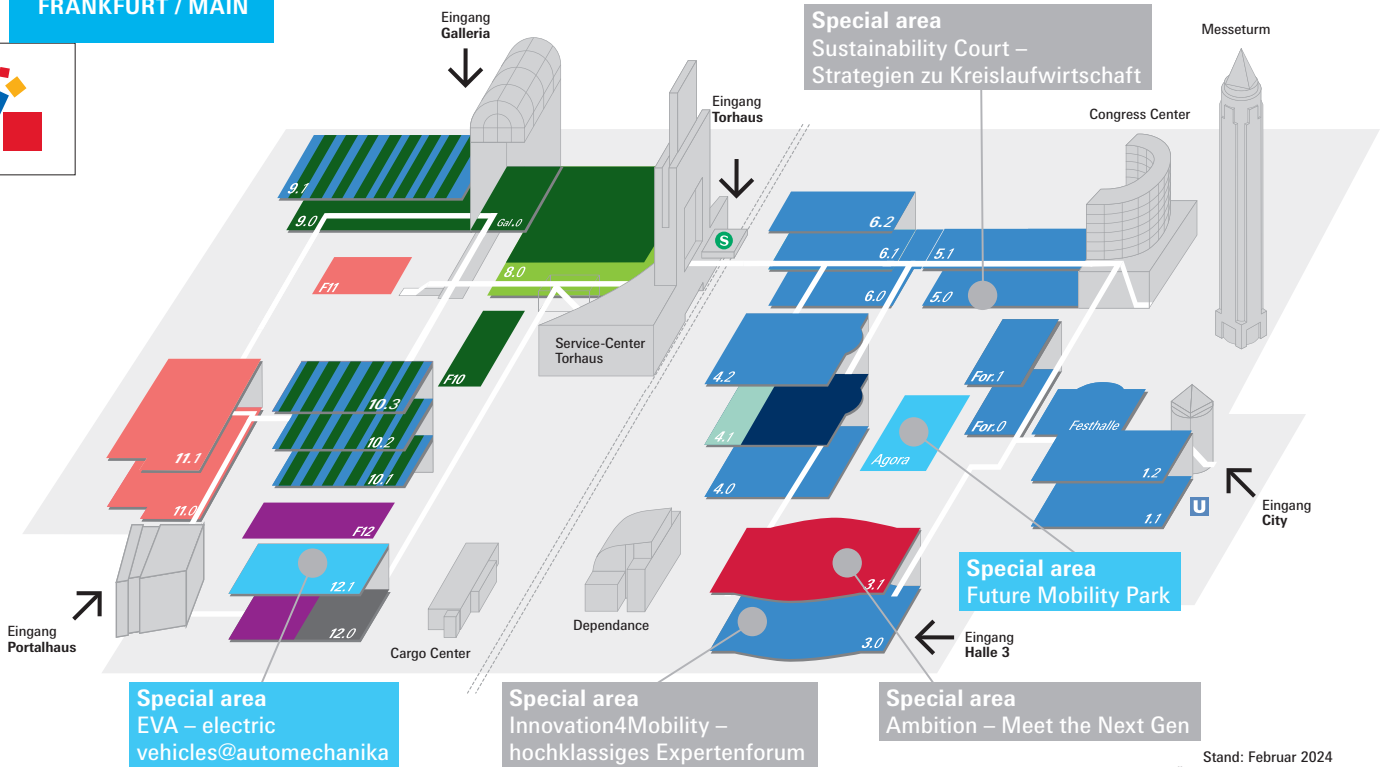 FRANKFURT / MAIN
Eingang
Galleria
Special area
Sustainability Court –
Strategien zu Kreislaufwirtschaft
Messeturm
Eingang
Torhaus
Congress Center
9.1
9.0
Gal.0
8.0
S
6.2
6.1
5.1
6.0
5.0
F11
F10
Service-Center
Torhaus
4.2
4.1
4.0
For.1
For.0
Agora
Festhalle
1.2
1.1
U
Eingang
City
10.3
10.2
10.1
11.1
11.0
F12
12.1
12.0
Eingang
Portalhaus
Cargo Center
Dependance
3.1
3.0
Eingang
Halle 3
Special area
Future Mobility Park
Special area
EVA – electric
vehicles@automechanika
Special area
Innovation4Mobility –
hochklassiges Expertenforum
Special area
Ambition – Meet the Next Gen
Stand: Februar 2024